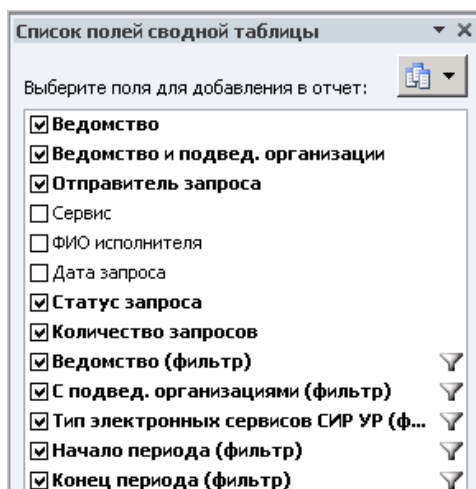 Список полей сводной таблицы
Выберите поля для добавления в отчет:
Ведомство
Ведомство и подвед. организации
Отправитель запроса
Сервис
ФИО исполнителя
Дата запроса
Статус запроса
Количество запросов
Ведомство (фильтр)
С подвед. организациями (фильтр)
Тип электронных сервисов СИР УР (ф...
Начало периода (фильтр)
Конец периода (фильтр)